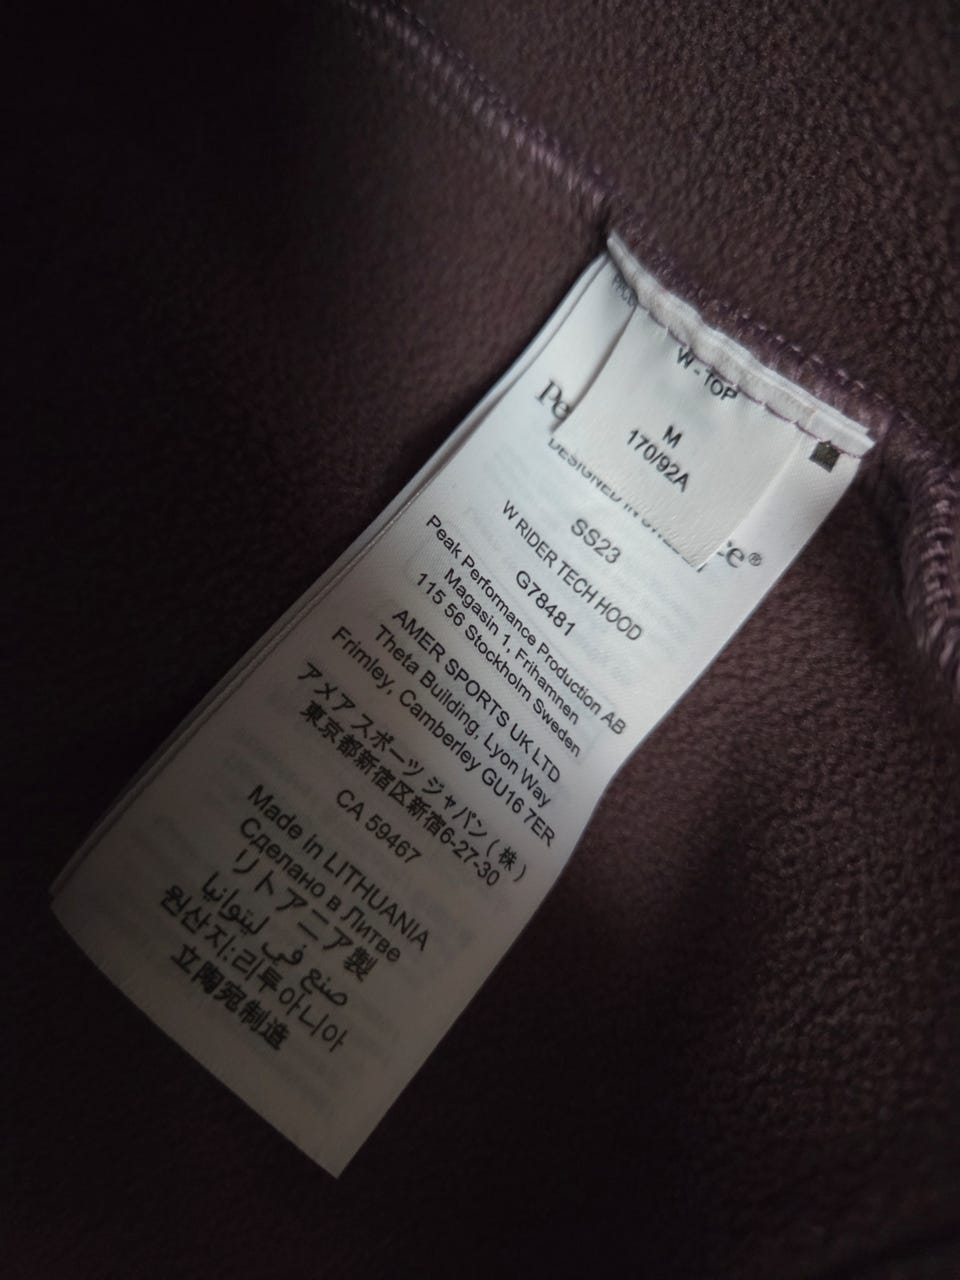 W - TOP
M
170/92A
Pe ce®
DESIGNED IN
SS23
W RIDER TECH HOOD
G78481
Peak Performance Production AB
Magasin 1, Frihamnen
115 56 Stockholm Sweden
AMER SPORTS UK LTD
Theta Building, Lyon Way
Frimley, Camberley GU16 7ER
アメア スポーツ ジャパン ( 株 )
東京都新宿区新宿6-27-30
CA 59467
Made in LITHUANIA
Сделано в Литве
リトアニア製
صنع في ليتوانيا
원산지:리투아니아
立陶宛制造